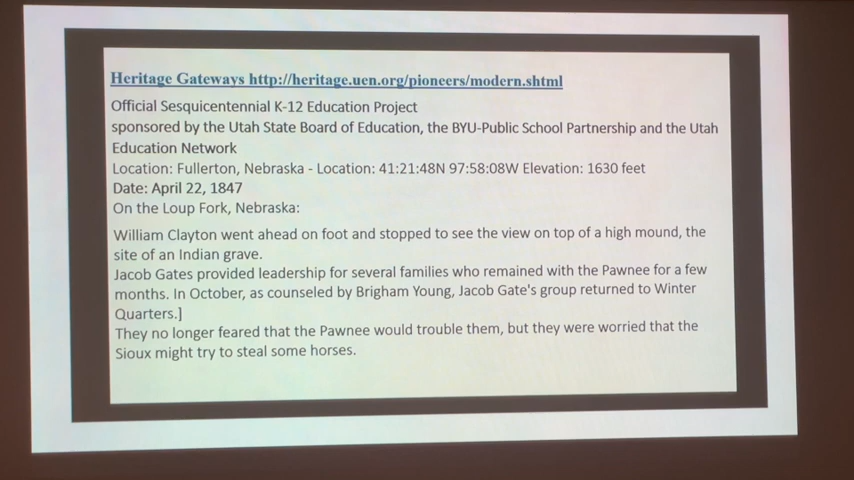 Heritage Gateways http://heritage.uen.org/pioneers/modern.shtml
Official Sesquicentennial K-12 Education Project
sponsored by the Utah State Board of Education, the BYU-Public School Partnership and the Utah
Education Network
Location: Fullerton, Nebraska - Location: 41:21:48N 97:58:08W Elevation: 1630 feet
Date: April 22, 1847
On the Loup Fork, Nebraska:
William Clayton went ahead on foot and stopped to see the view on top of a high mound, the
site of an Indian grave.
Jacob Gates provided leadership for several families who remained with the Pawnee for a few
months. In October, as counseled by Brigham Young, Jacob Gate's group returned to Winter
Quarters.]
They no longer feared that the Pawnee would trouble them, but they were worried that the
Sioux might try to steal some horses.